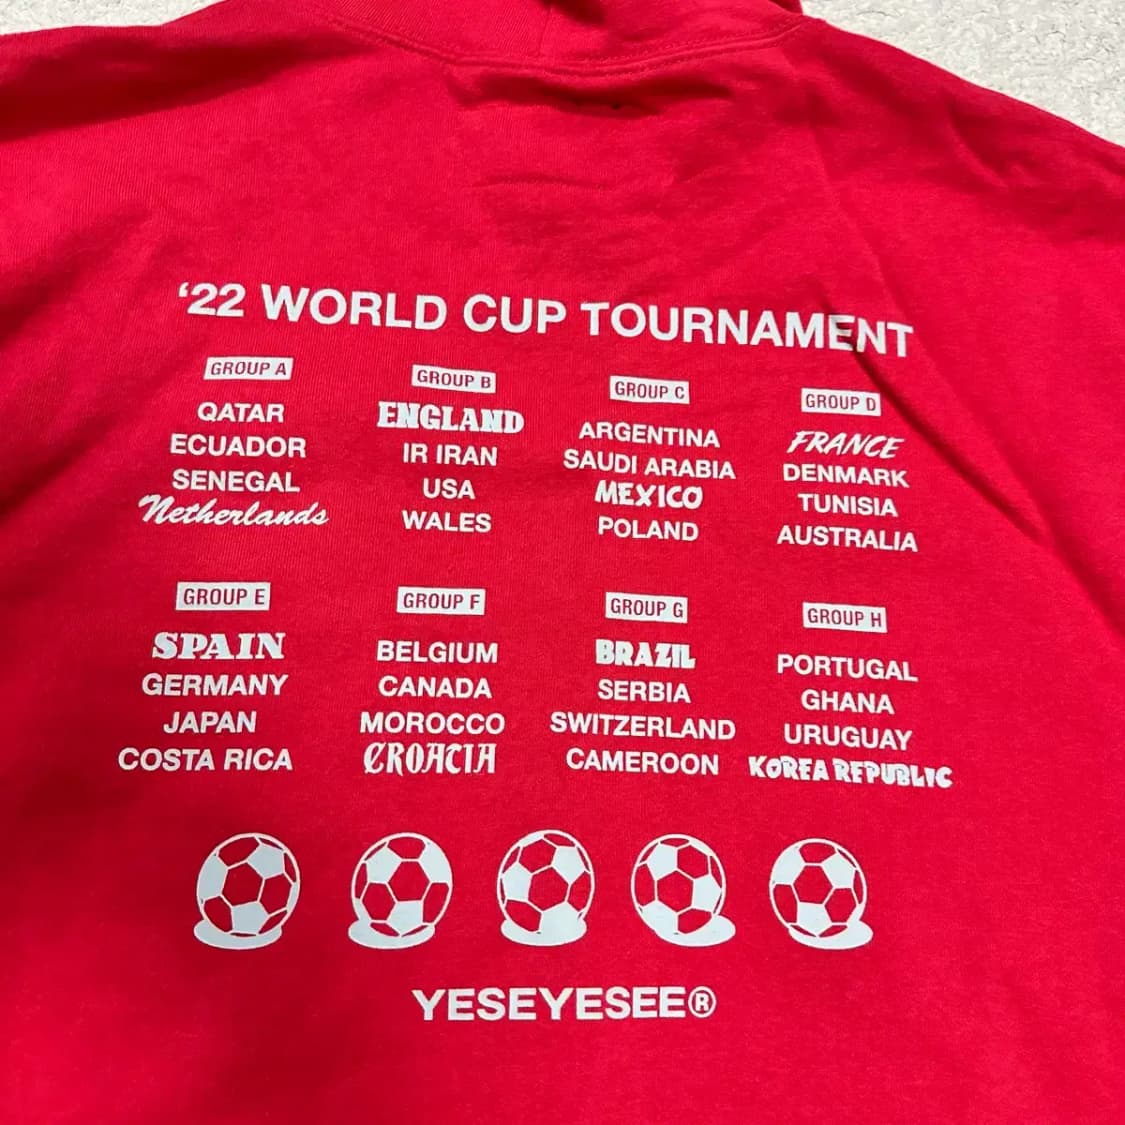 ‘22 WORLD CUP TOURNAMENT
GROUP A
QATAR
ECUADOR
SENEGAL
Netherlands
GROUP B
ENGLAND
IR IRAN
USA
WALES
GROUP C
ARGENTINA
SAUDI ARABIA
MEXICO
POLAND
GROUP D
FRANCE
DENMARK
TUNISIA
AUSTRALIA
GROUP E
SPAIN
GERMANY
JAPAN
COSTA RICA
GROUP F
BELGIUM
CANADA
MOROCCO
CROACIA
GROUP G
BRAZIL
SERBIA
SWITZERLAND
CAMEROON
GROUP H
PORTUGAL
GHANA
URUGUAY
KOREA REPUBLIC
YESEYESEE®